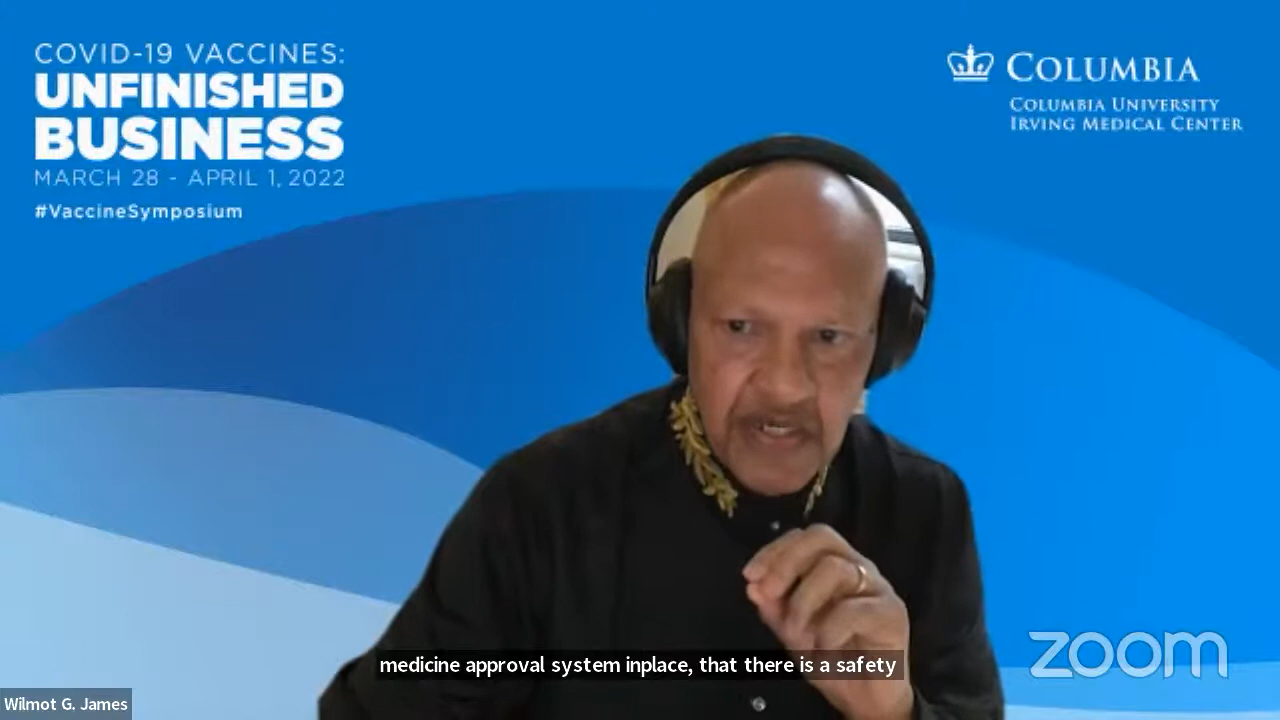 COVID-19 VACCINES:
UNFINISHED
BUSINESS
MARCH 28 - APRIL 1, 2022
#VaccineSymposium
COLUMBIA
COLUMBIA UNIVERSITY
IRVING MEDICAL CENTER
medicine approval system inplace, that there is a safety
zoom
Wilmot G. James